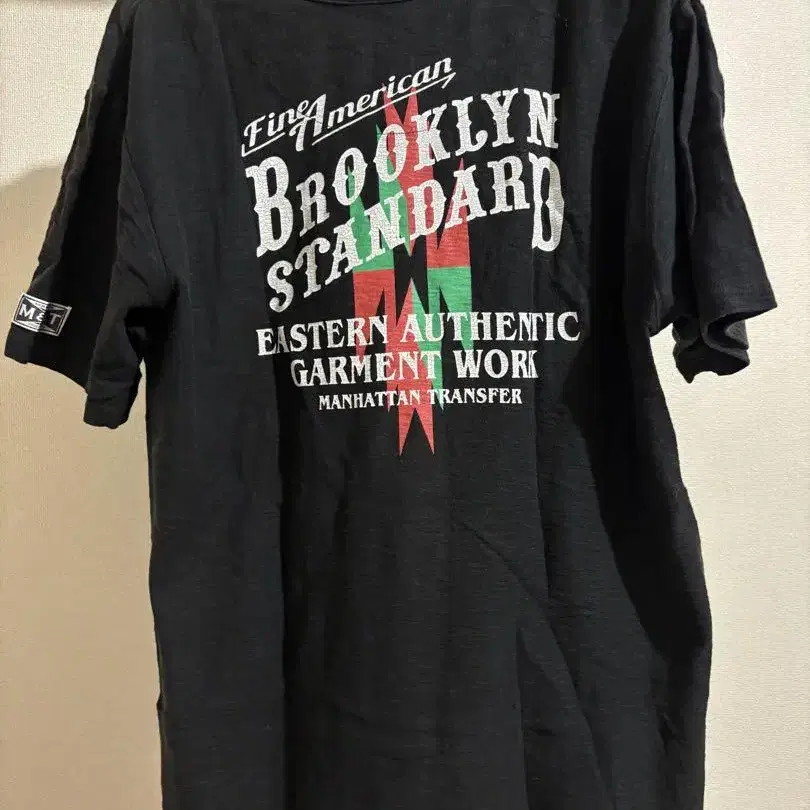 Fine American
BROOKLYN
STANDARD
EASTERN AUTHENTIC
GARMENT WORK
MANHATTAN TRANSFER
M&T